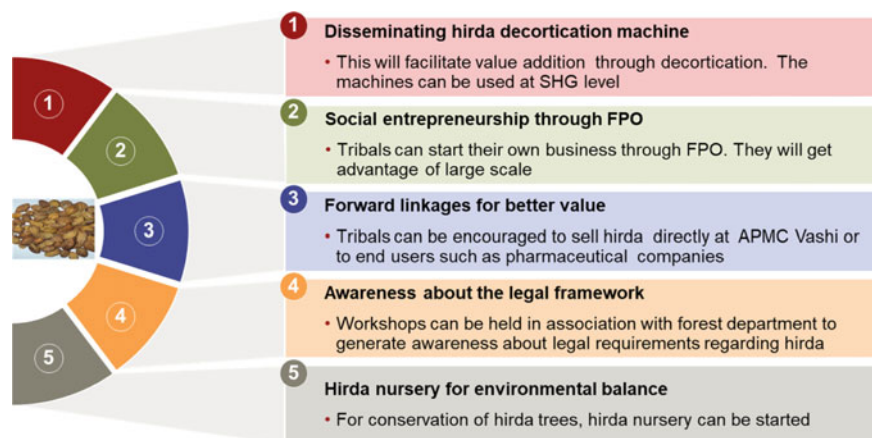 1
Disseminating hirda decortication machine
• This will facilitate value addition through decortication. The
machines can be used at SHG level
2
Social entrepreneurship through FPO
• Tribals can start their own business through FPO. They will get
advantage of large scale
3
Forward linkages for better value
• Tribals can be encouraged to sell hirda directly at APMC Vashi or
to end users such as pharmaceutical companies
4
Awareness about the legal framework
• Workshops can be held in association with forest department to
generate awareness about legal requirements regarding hirda
5
Hirda nursery for environmental balance
• For conservation of hirda trees, hirda nursery can be started
1
2
3
4
5